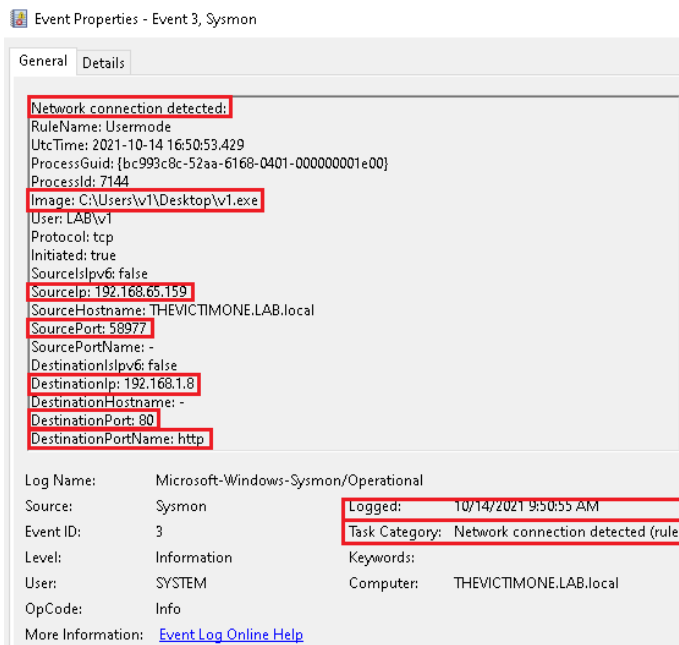 Event Properties - Event 3, Sysmon
General Details
Network connection detected:
RuleName: Usermode
UtcTime: 2021-10-14 16:50:53.429
ProcessGuid: {bc993c8c-52aa-6168-0401-000000001e00}
ProcessId: 7144
Image: C:\Users\v1\Desktop\v1.exe
User: LAB\v1
Protocol: tcp
Initiated: true
SourceIsIpv6: false
SourceIp: 192.168.65.159
SourceHostname: THEVICTIMONE.LAB.local
SourcePort: 58977
SourcePortName: -
DestinationIsIpv6: false
DestinationIp: 192.168.1.8
DestinationHostname: -
DestinationPort: 80
DestinationPortName: http
Log Name: Microsoft-Windows-Sysmon/Operational
Source: Sysmon Logged: 10/14/2021 9:50:55 AM
Event ID: 3 Task Category: Network connection detected (rule
Level: Information Keywords:
User: SYSTEM Computer: THEVICTIMONE.LAB.local
OpCode: Info
More Information: Event Log Online Help